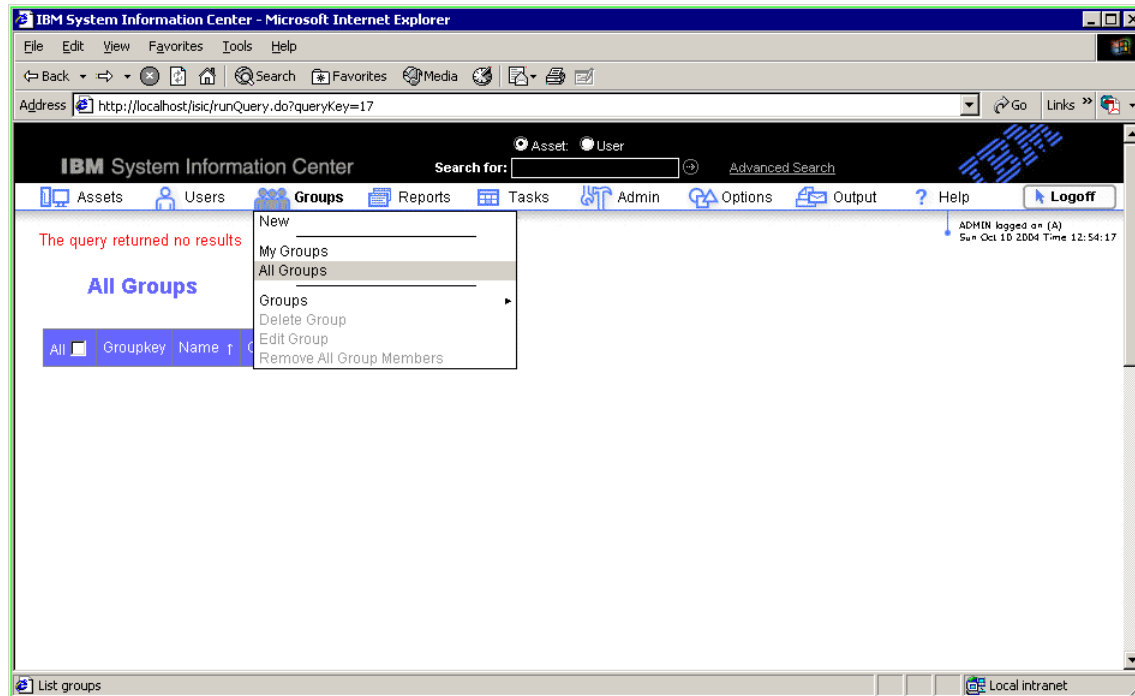 IBM System Information Center - Microsoft Internet Explorer
File Edit View Favorites Tools Help
Back Search Favorites Media
Address http://localhost/isic/runQuery.do?queryKey=17 Go Links »
Asset: User
IBM System Information Center Search for: Advanced Search
IBM
Assets Users Groups Reports Tasks Admin Options Output ? Help Logoff
ADMIN logged on (A)
Sun Oct 10 2004 Time 12:54:17
The query returned no results
All Groups
All Groupkey Name ↑
New
My Groups
All Groups
Groups
Delete Group
Edit Group
Remove All Group Members
List groups Local intranet